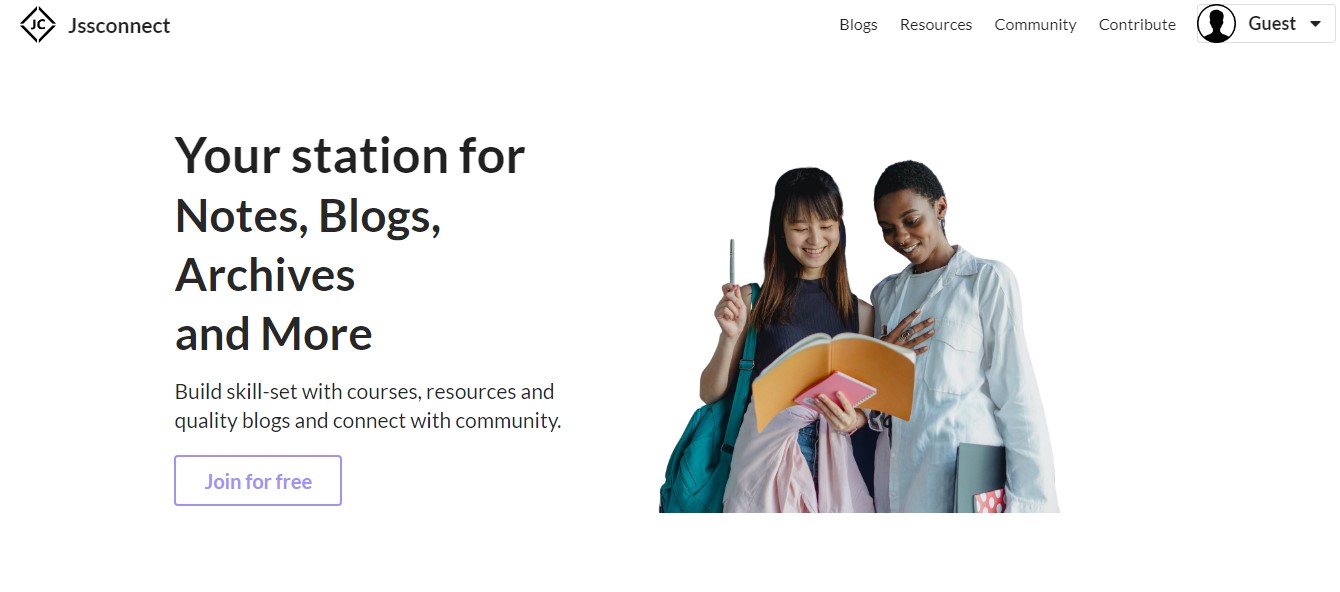 JC Jssconnect
Blogs Resources Community Contribute Guest
Your station for
Notes, Blogs,
Archives
and More
Build skill-set with courses, resources and
quality blogs and connect with community.
Join for free